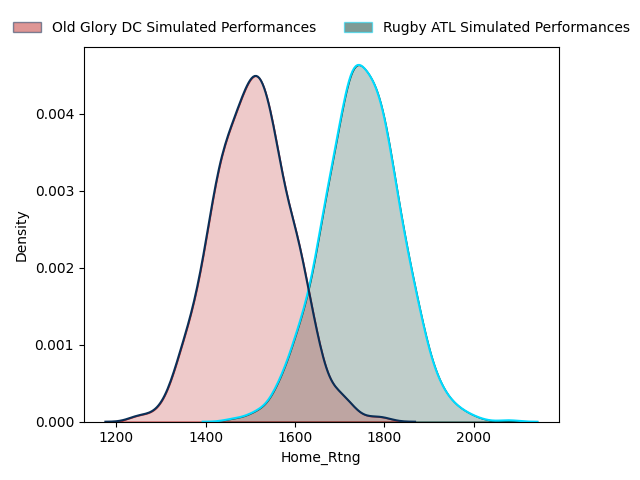 Old Glory DC Simulated Performances Rugby ATL Simulated Performances
0.004
0.003
0.002
0.001
0.000
Density
1200 1400 1600 1800 2000
Home_Rtng